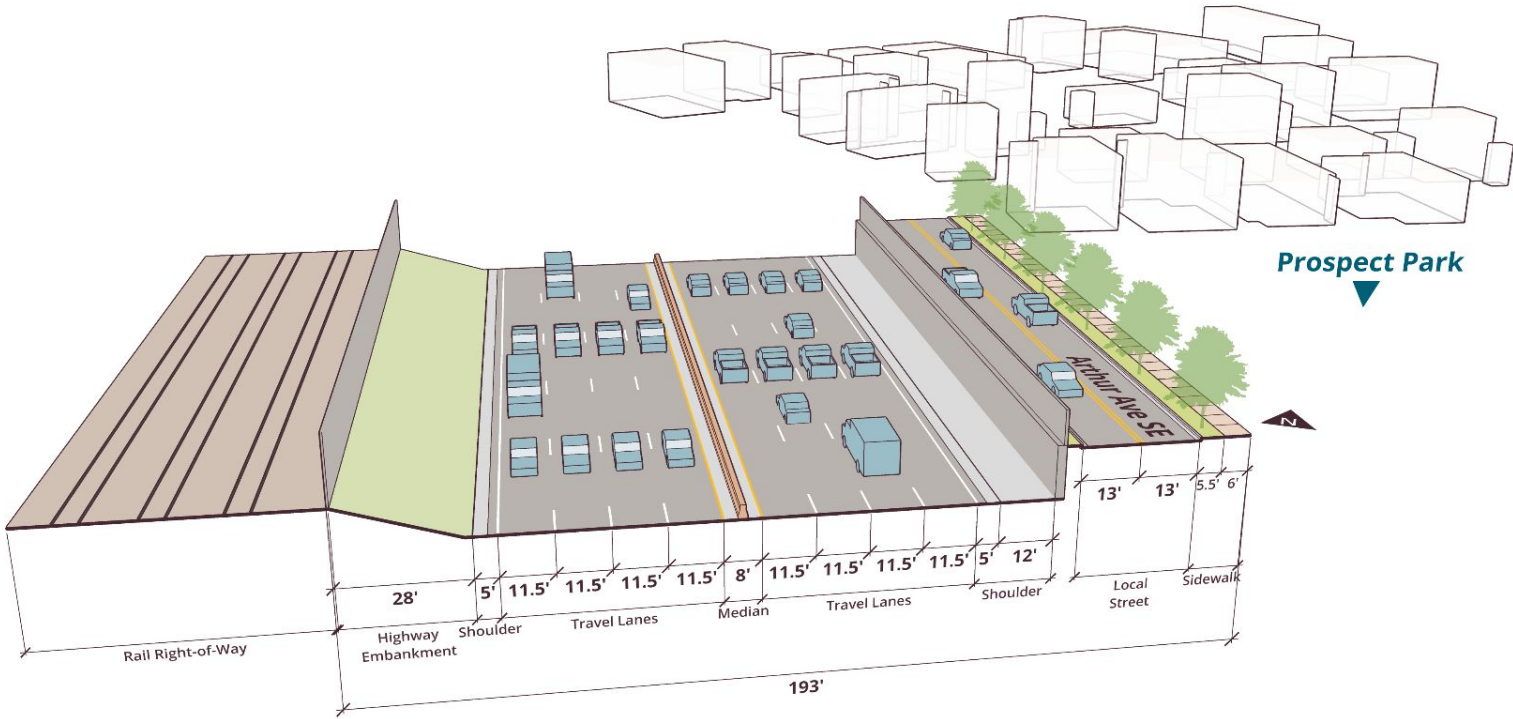 Prospect Park
N
Arthur Ave SE
13'
13'
5.5'
6'
28'
5'
11.5'
11.5'
11.5'
11.5'
8'
11.5'
11.5'
11.5'
11.5'
5'
12'
Rail Right-of-Way
Highway
Embankment
Shoulder
Travel Lanes
Median
Travel Lanes
Shoulder
Local
Street
Sidewalk
193'